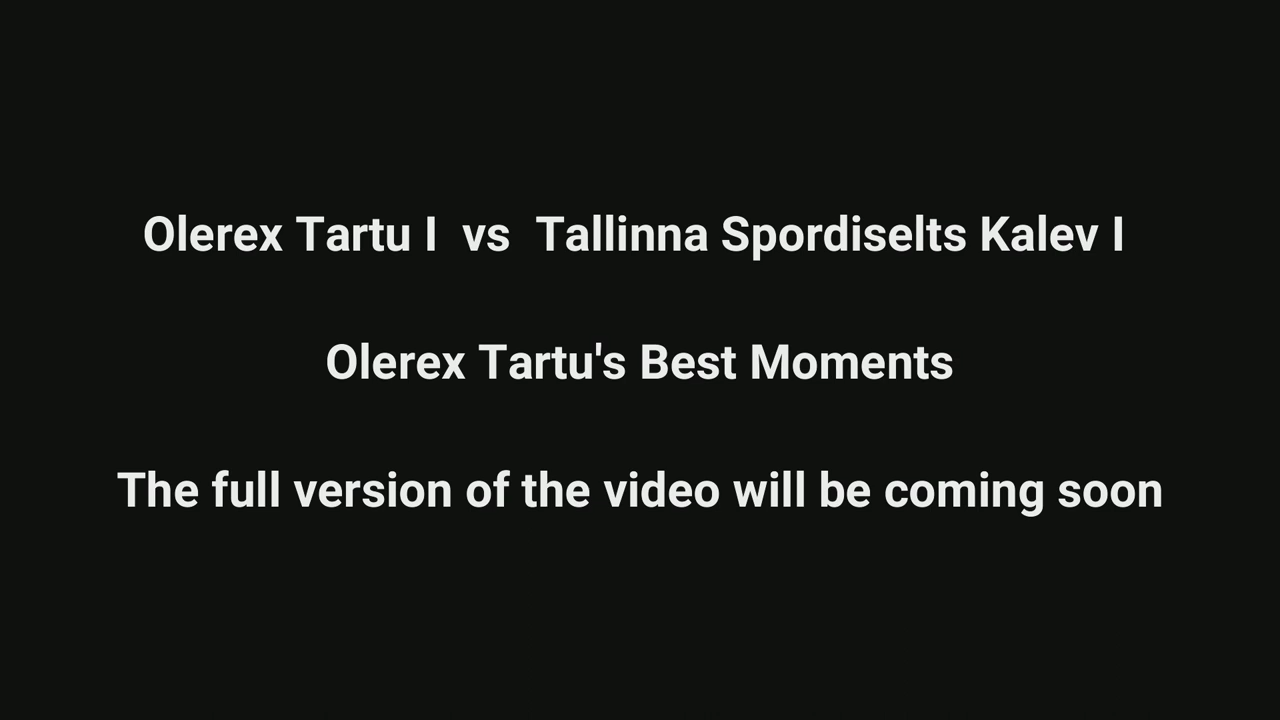 Olerex Tartu I vs Tallinna Spordiselts Kalev I
Olerex Tartu's Best Moments
The full version of the video will be coming soon